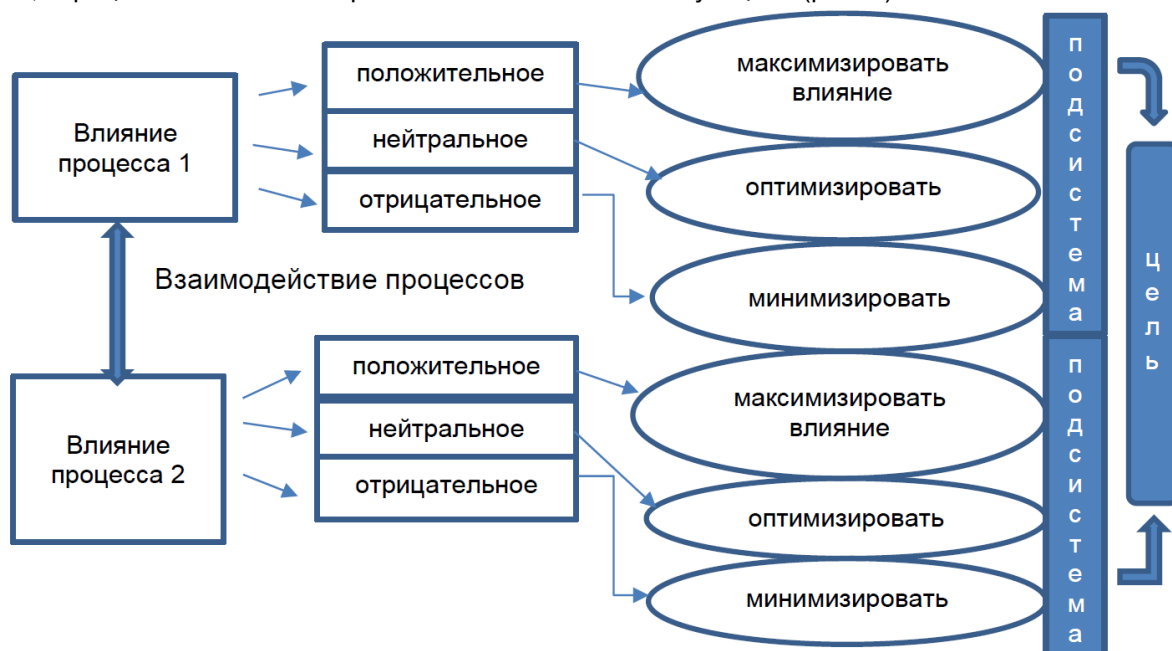 положительное
нейтральное
отрицательное
Влияние
процесса 1
максимизировать
влияние
оптимизировать
минимизировать
подсистема
Взаимодействие процессов
положительное
нейтральное
отрицательное
Влияние
процесса 2
максимизировать
влияние
оптимизировать
минимизировать
подсистема
цель